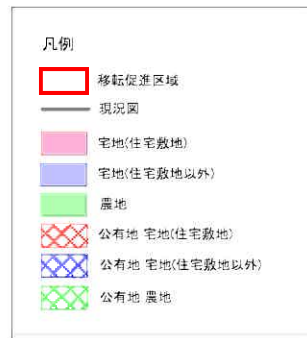 凡例
移転促進区域
現況図
宅地(住宅敷地)
宅地(住宅敷地以外)
農地
公有地 宅地(住宅敷地)
公有地 宅地(住宅敷地以外)
公有地 農地